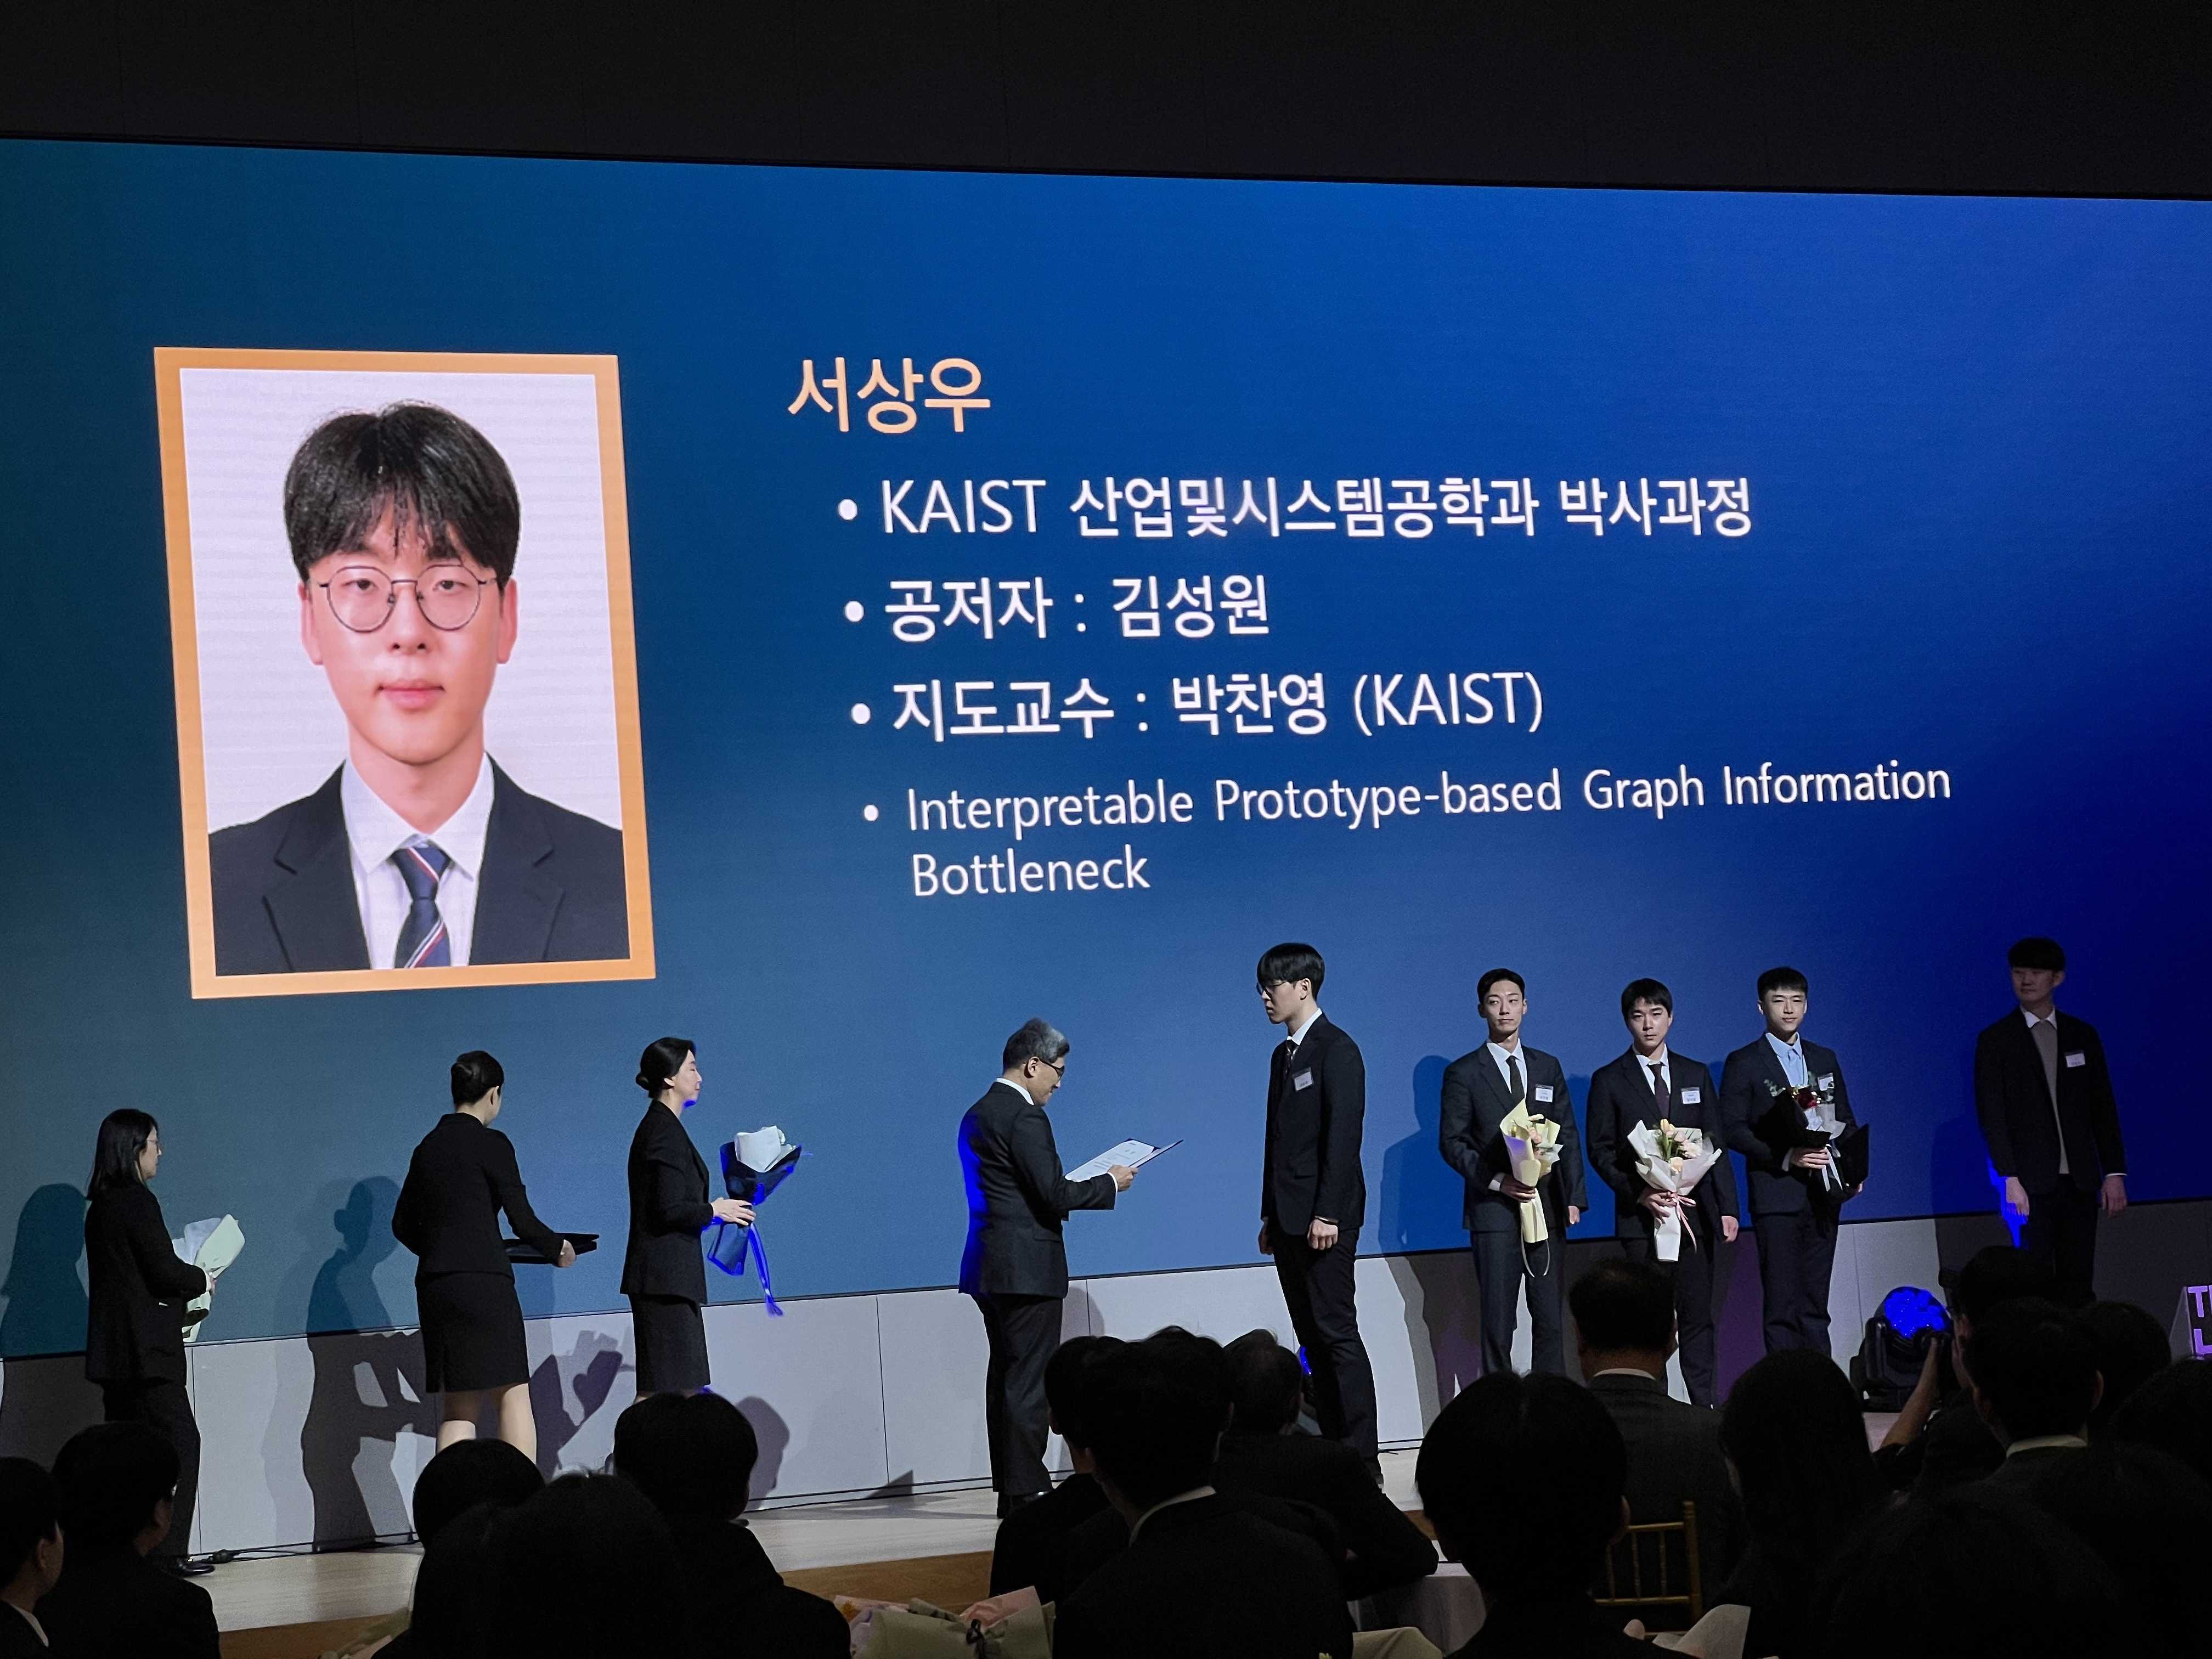 서상우
• KAIST 산업및시스템공학과 박사과정
• 공저자 : 김성원
• 지도교수 : 박찬영 (KAIST)
• Interpretable Prototype-based Graph Information
Bottleneck